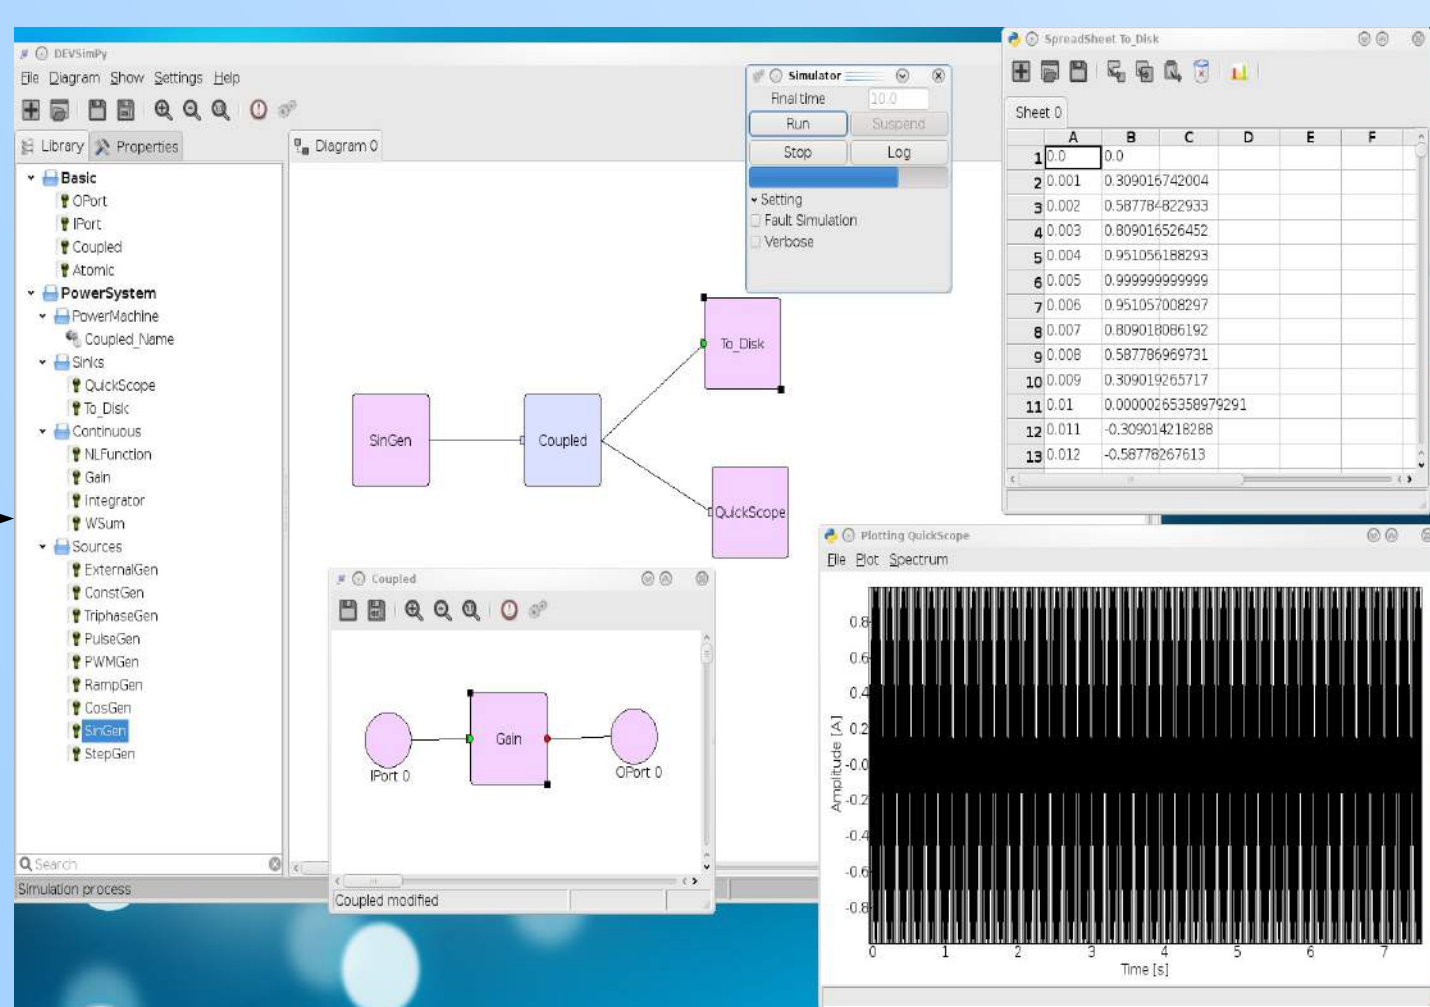 DEVSimPy
File Diagram Show Settings Help
Library Properties
Basic
OPort
IPort
Coupled
Atomic
PowerSystem
PowerMachine
Coupled_Name
Sinks
QuickScope
To_Disk
Continuous
NLFunction
Gain
Integrator
WSum
Sources
ExternalGen
ConstGen
TriphaseGen
PulseGen
PWMGen
RampGen
CosGen
SinGen
StepGen
Search
Simulation process
Diagram 0
SinGen
Coupled
To_Disk
QuickScope
Simulator
Final time 10.0
Run Suspend
Stop Log
Setting
Fault Simulation
Verbose
Coupled
IPort 0
Gain
OPort 0
Coupled modified
SpreadSheet To_Disk
Sheet 0
A B C D E F
1 0.0 0.0
2 0.001 0.309016742004
3 0.002 0.587784822933
4 0.003 0.809016526452
5 0.004 0.951056188293
6 0.005 0.999999999999
7 0.006 0.951057008297
8 0.007 0.809018086192
9 0.008 0.587786969731
10 0.009 0.309019265717
11 0.01 0.00000265358979291
12 0.011 -0.309014218288
13 0.012 -0.58778267613
Plotting QuickScope
File Plot Spectrum
0.8
0.6
0.4
0.2
-0.0
-0.2
-0.4
-0.6
-0.8
Amplitude [A]
0 1 2 3 4 5 6 7
Time [s]